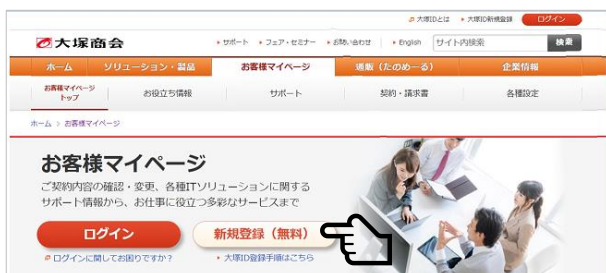 大塚IDとは 大塚ID新規登録 ログイン
大塚商会 サポート フェア・セミナー お問い合わせ English サイト内検索 検索
ホーム ソリューション・製品 お客様マイページ 通販(たのめーる) 企業情報
お客様マイページ
トップ お役立ち情報 サポート 契約・請求書 各種設定
ホーム > お客様マイページ
お客様マイページ
ご契約内容の確認・変更、各種ITソリューションに関する
サポート情報から、お仕事に役立つ多彩なサービスまで
ログイン 新規登録(無料)
ログインに関してお困りですか? 大塚ID登録手順はこちら